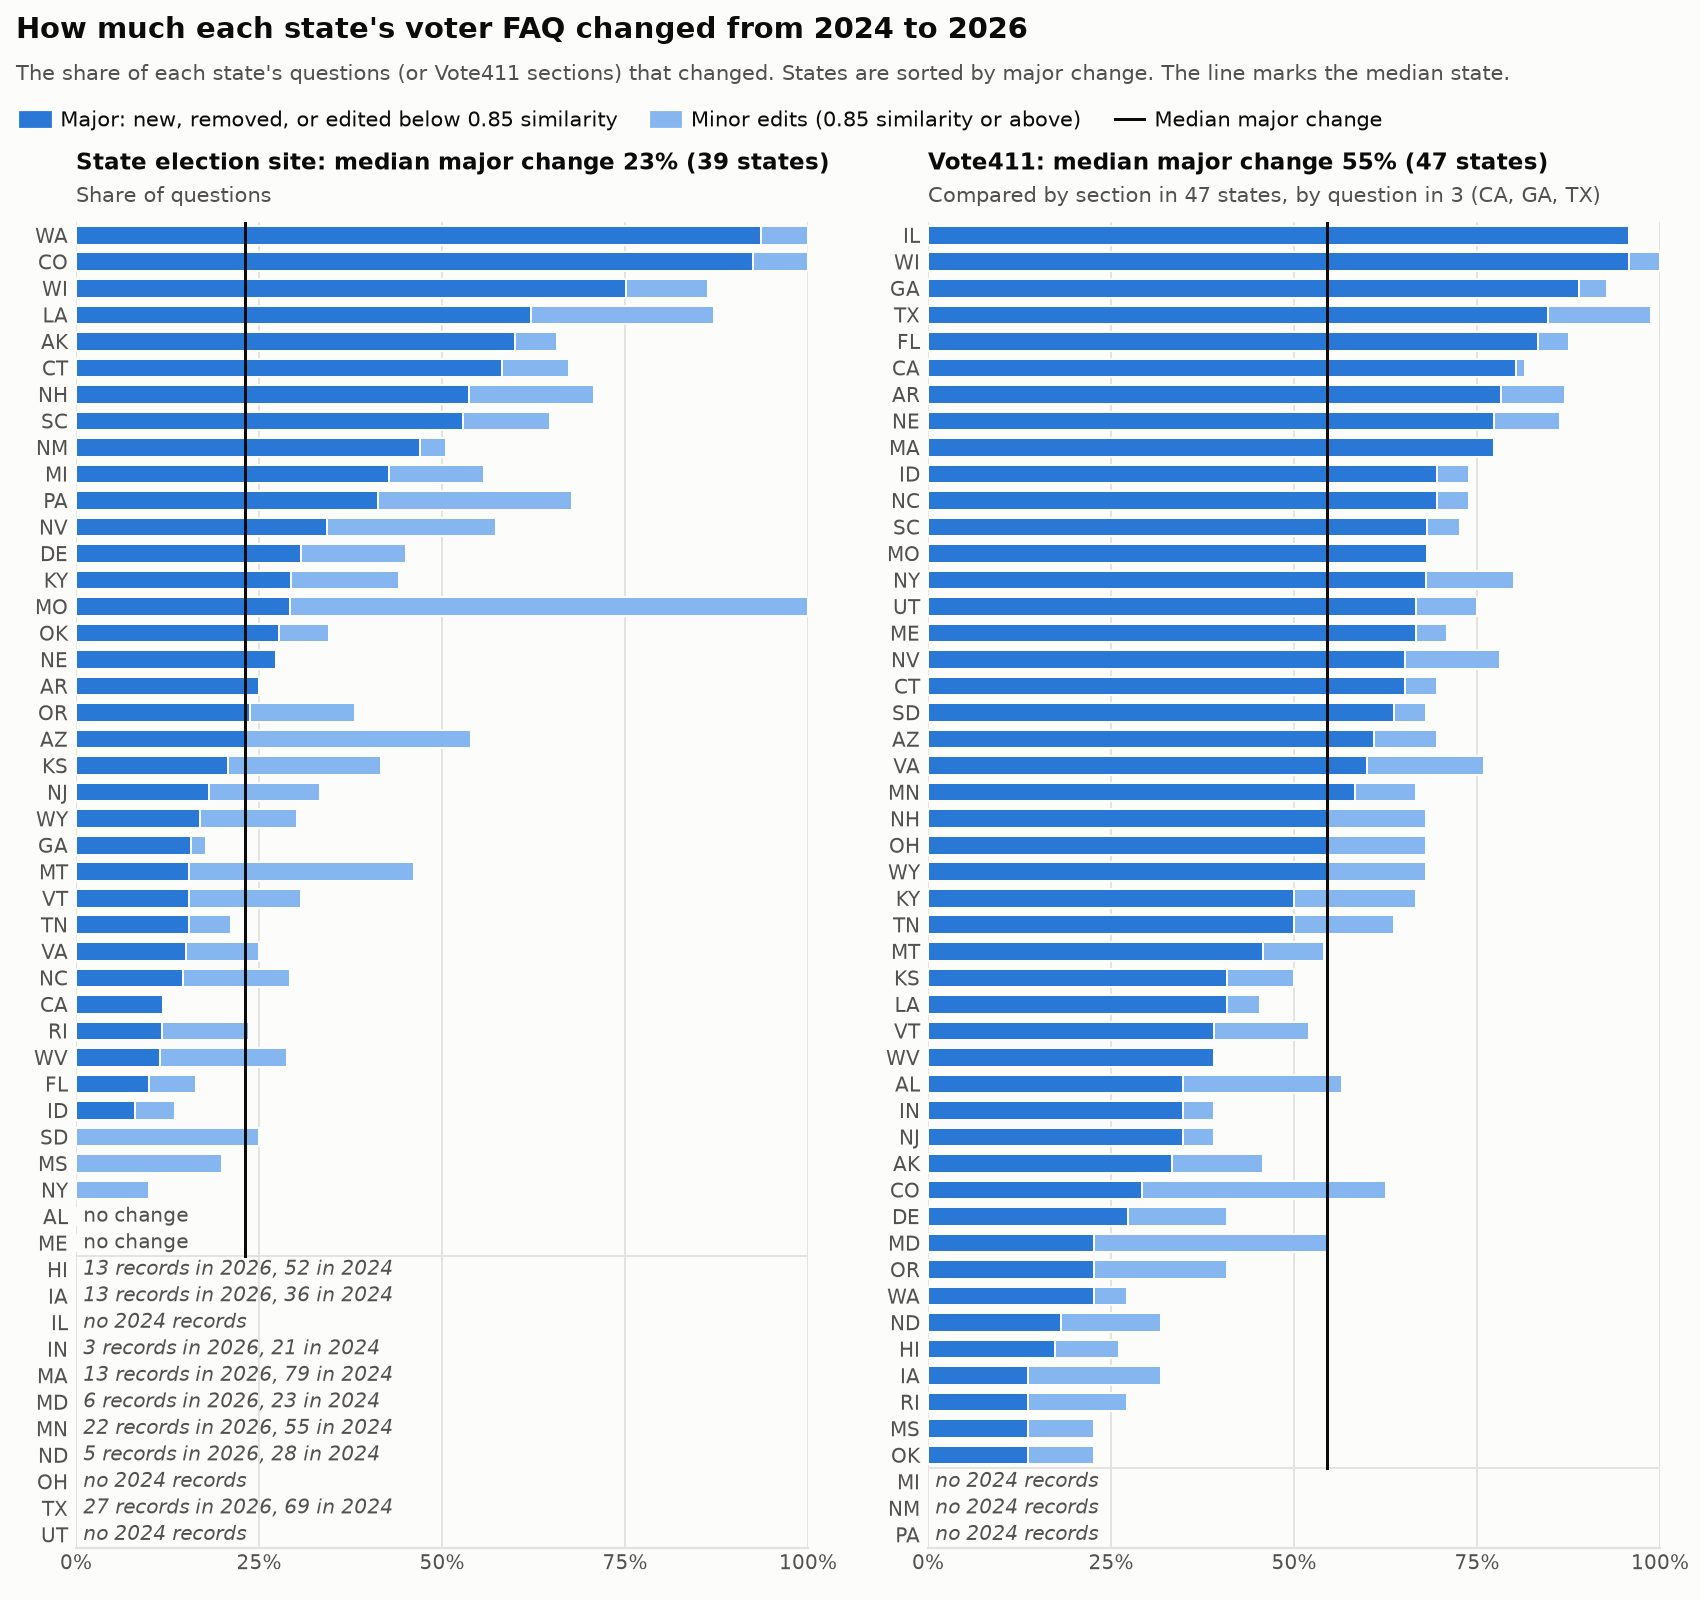 How much each state's voter FAQ changed from 2024 to 2026
The share of each state's questions (or Vote411 sections) that changed. States are sorted by major change. The line marks the median state.
Major: new, removed, or edited below 0.85 similarity
Minor edits (0.85 similarity or above)
Median major change
State election site: median major change 23% (39 states)
Share of questions
WA
CO
WI
LA
AK
CT
NH
SC
NM
MI
PA
NV
DE
KY
MO
OK
NE
AR
OR
AZ
KS
NJ
WY
GA
MT
VT
TN
VA
NC
CA
RI
WV
FL
ID
SD
MS
NY
AL no change
ME no change
HI 13 records in 2026, 52 in 2024
IA 13 records in 2026, 36 in 2024
IL no 2024 records
IN 3 records in 2026, 21 in 2024
MA 13 records in 2026, 79 in 2024
MD 6 records in 2026, 23 in 2024
MN 22 records in 2026, 55 in 2024
ND 5 records in 2026, 28 in 2024
OH no 2024 records
TX 27 records in 2026, 69 in 2024
UT no 2024 records
0% 25% 50% 75% 100%
Vote411: median major change 55% (47 states)
Compared by section in 47 states, by question in 3 (CA, GA, TX)
IL
WI
GA
TX
FL
CA
AR
NE
MA
ID
NC
SC
MO
NY
UT
ME
NV
CT
SD
AZ
VA
MN
NH
OH
WY
KY
TN
MT
KS
LA
VT
WV
AL
IN
NJ
AK
CO
DE
MD
OR
WA
ND
HI
IA
RI
MS
OK
MI no 2024 records
NM no 2024 records
PA no 2024 records
0% 25% 50% 75% 100%